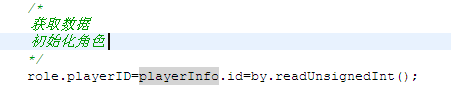 /*
获取数据
初始化角色
*/
role.playerID=playerInfo.id=by.readUnsignedInt();